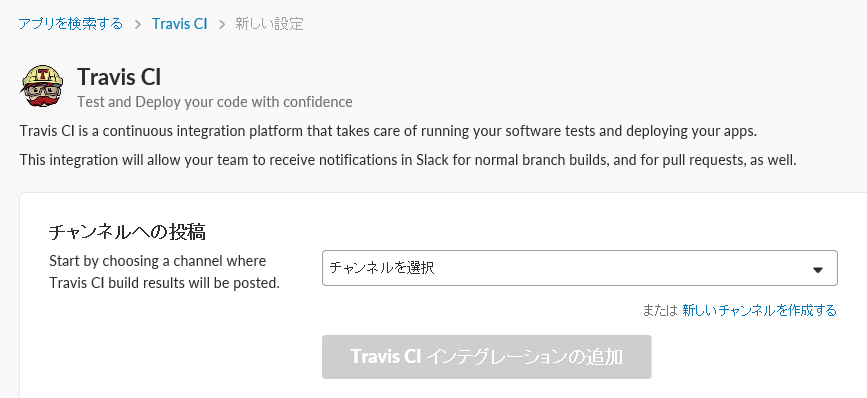 アプリを検索する > Travis CI > 新しい設定
Travis CI
Test and Deploy your code with confidence
Travis CI is a continuous integration platform that takes care of running your software tests and deploying your apps.
This integration will allow your team to receive notifications in Slack for normal branch builds, and for pull requests, as well.
チャンネルへの投稿
Start by choosing a channel where
Travis CI build results will be posted.
チャンネルを選択
または 新しいチャンネルを作成する
Travis CI インテグレーションの追加